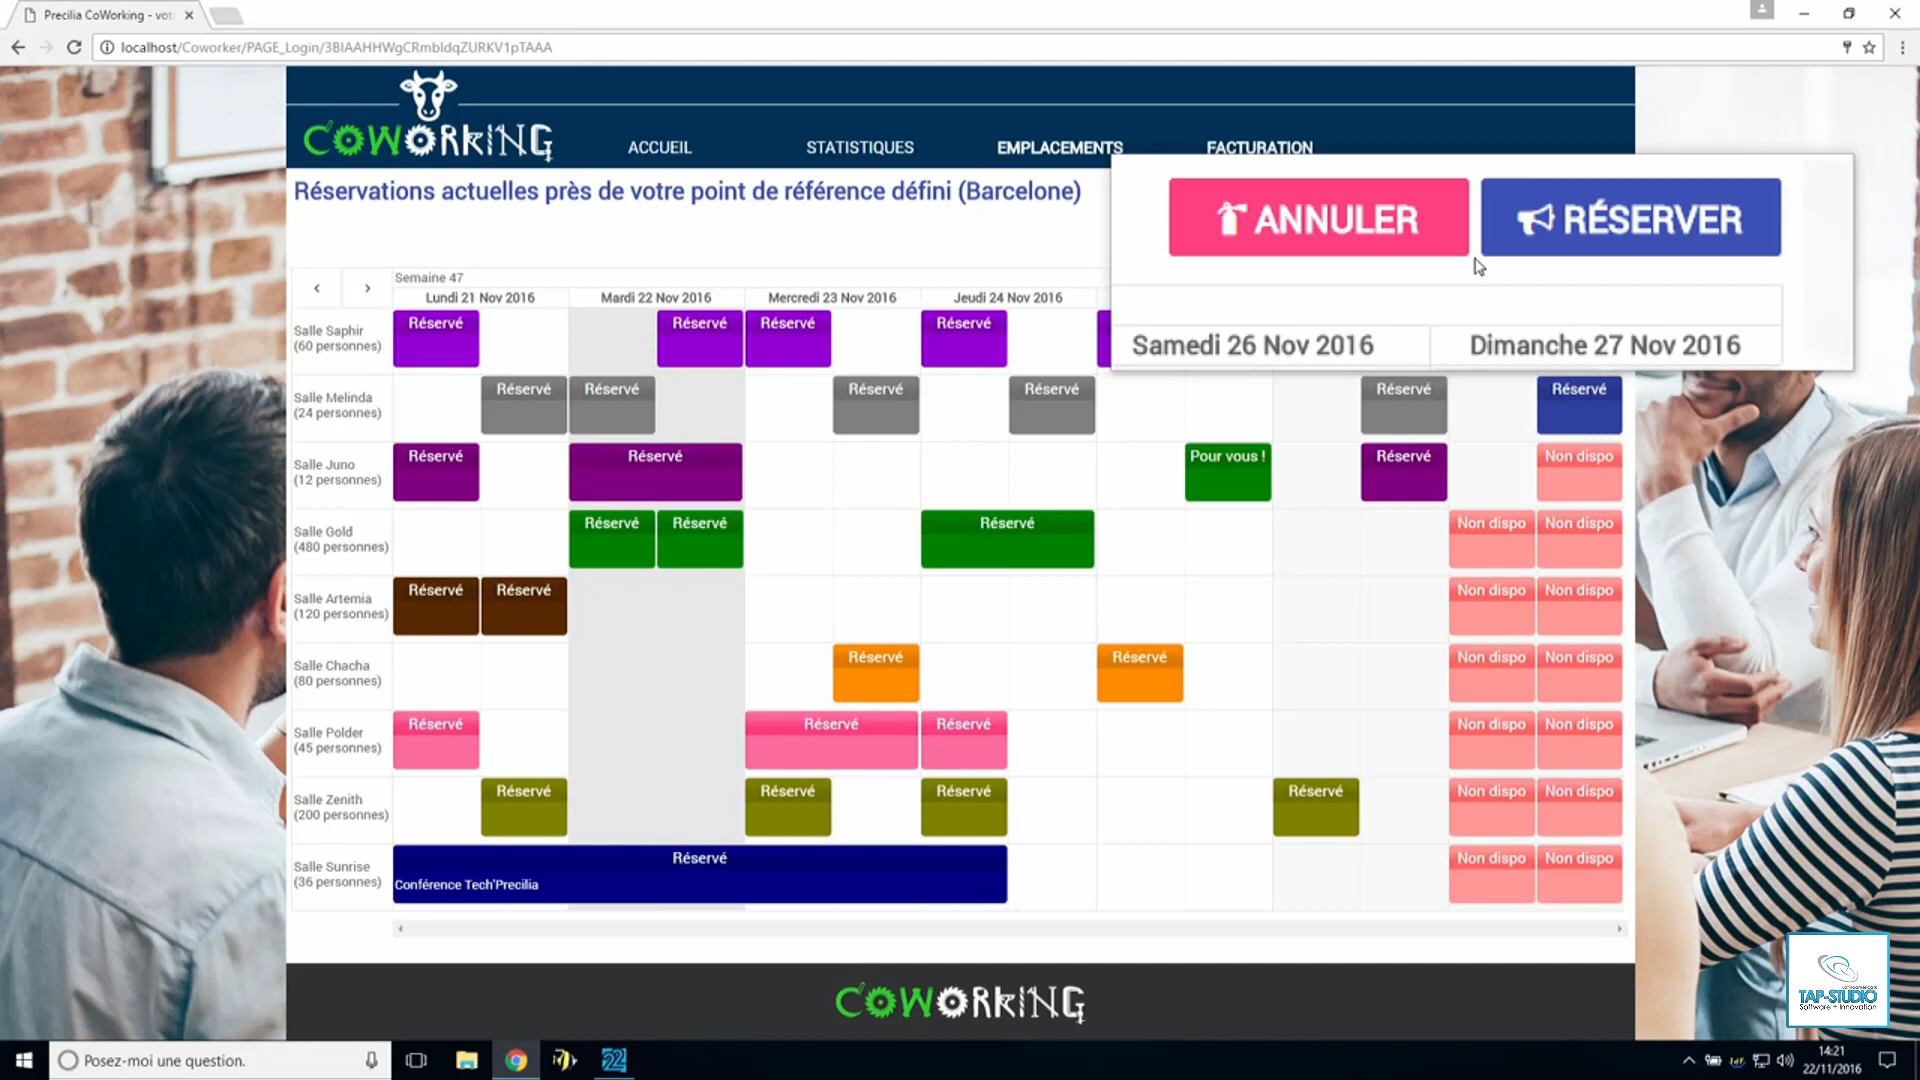 Precilia CoWorking - vot
localhost/Coworker/PAGE_Login/3BIAAHHWgCRmbldqZURKV1pTAAA
COWORKING
ACCUEIL STATISTIQUES EMPLACEMENTS FACTURATION
Réservations actuelles près de votre point de référence défini (Barcelone)
ANNULER RÉSERVER
Semaine 47
Lundi 21 Nov 2016 Mardi 22 Nov 2016 Mercredi 23 Nov 2016 Jeudi 24 Nov 2016
Samedi 26 Nov 2016 Dimanche 27 Nov 2016
Salle Saphir
(60 personnes)
Réservé Réservé Réservé Réservé
Salle Melinda
(24 personnes)
Réservé Réservé Réservé Réservé Réservé Réservé
Salle Juno
(12 personnes)
Réservé Réservé Pour vous ! Réservé Non dispo
Salle Gold
(480 personnes)
Réservé Réservé Réservé Non dispo Non dispo
Salle Artemia
(120 personnes)
Réservé Réservé Non dispo Non dispo
Salle Chacha
(80 personnes)
Réservé Réservé Non dispo Non dispo
Salle Polder
(45 personnes)
Réservé Réservé Réservé Non dispo Non dispo
Salle Zenith
(200 personnes)
Réservé Réservé Réservé Réservé Non dispo Non dispo
Salle Sunrise
(36 personnes)
Réservé Non dispo Non dispo
Conférence Tech'Precilia
COWORKING
TAP-STUDIO
Software + Innovation
Posez-moi une question.
22
14:21
22/11/2016